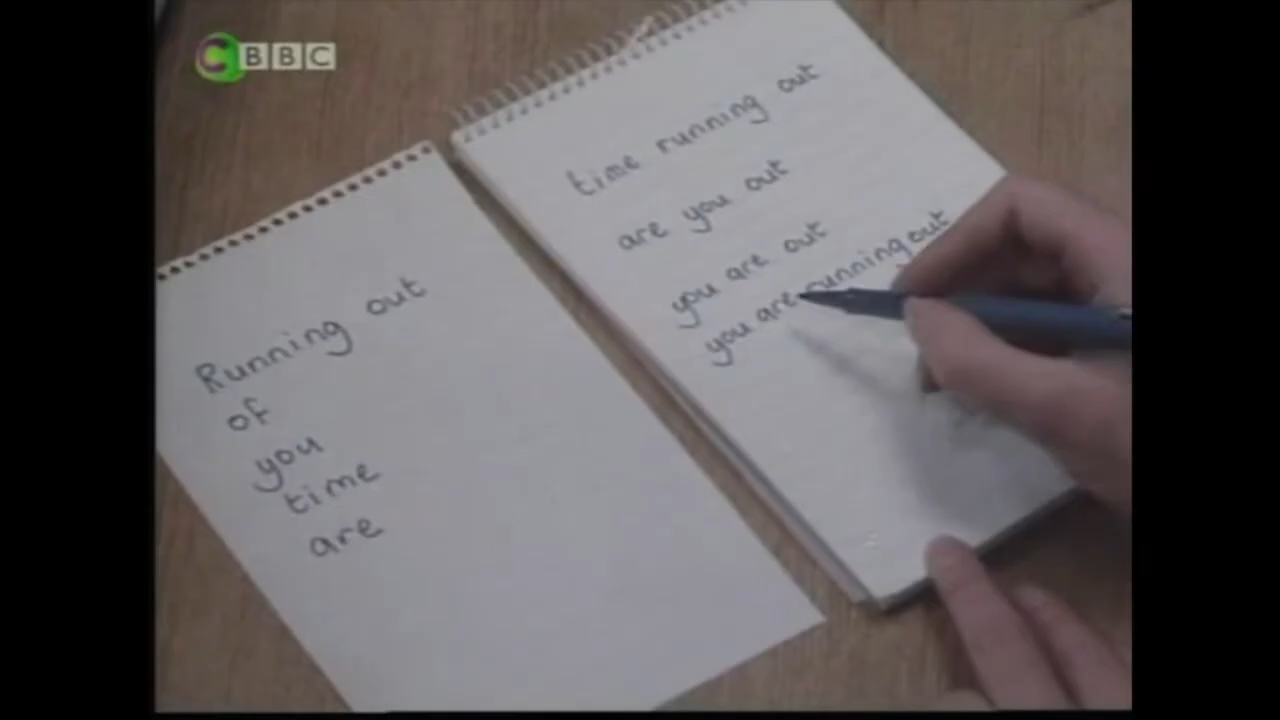 CBBC
Running out
of
you
time
are
time running out
are you out
you are out
you are running out